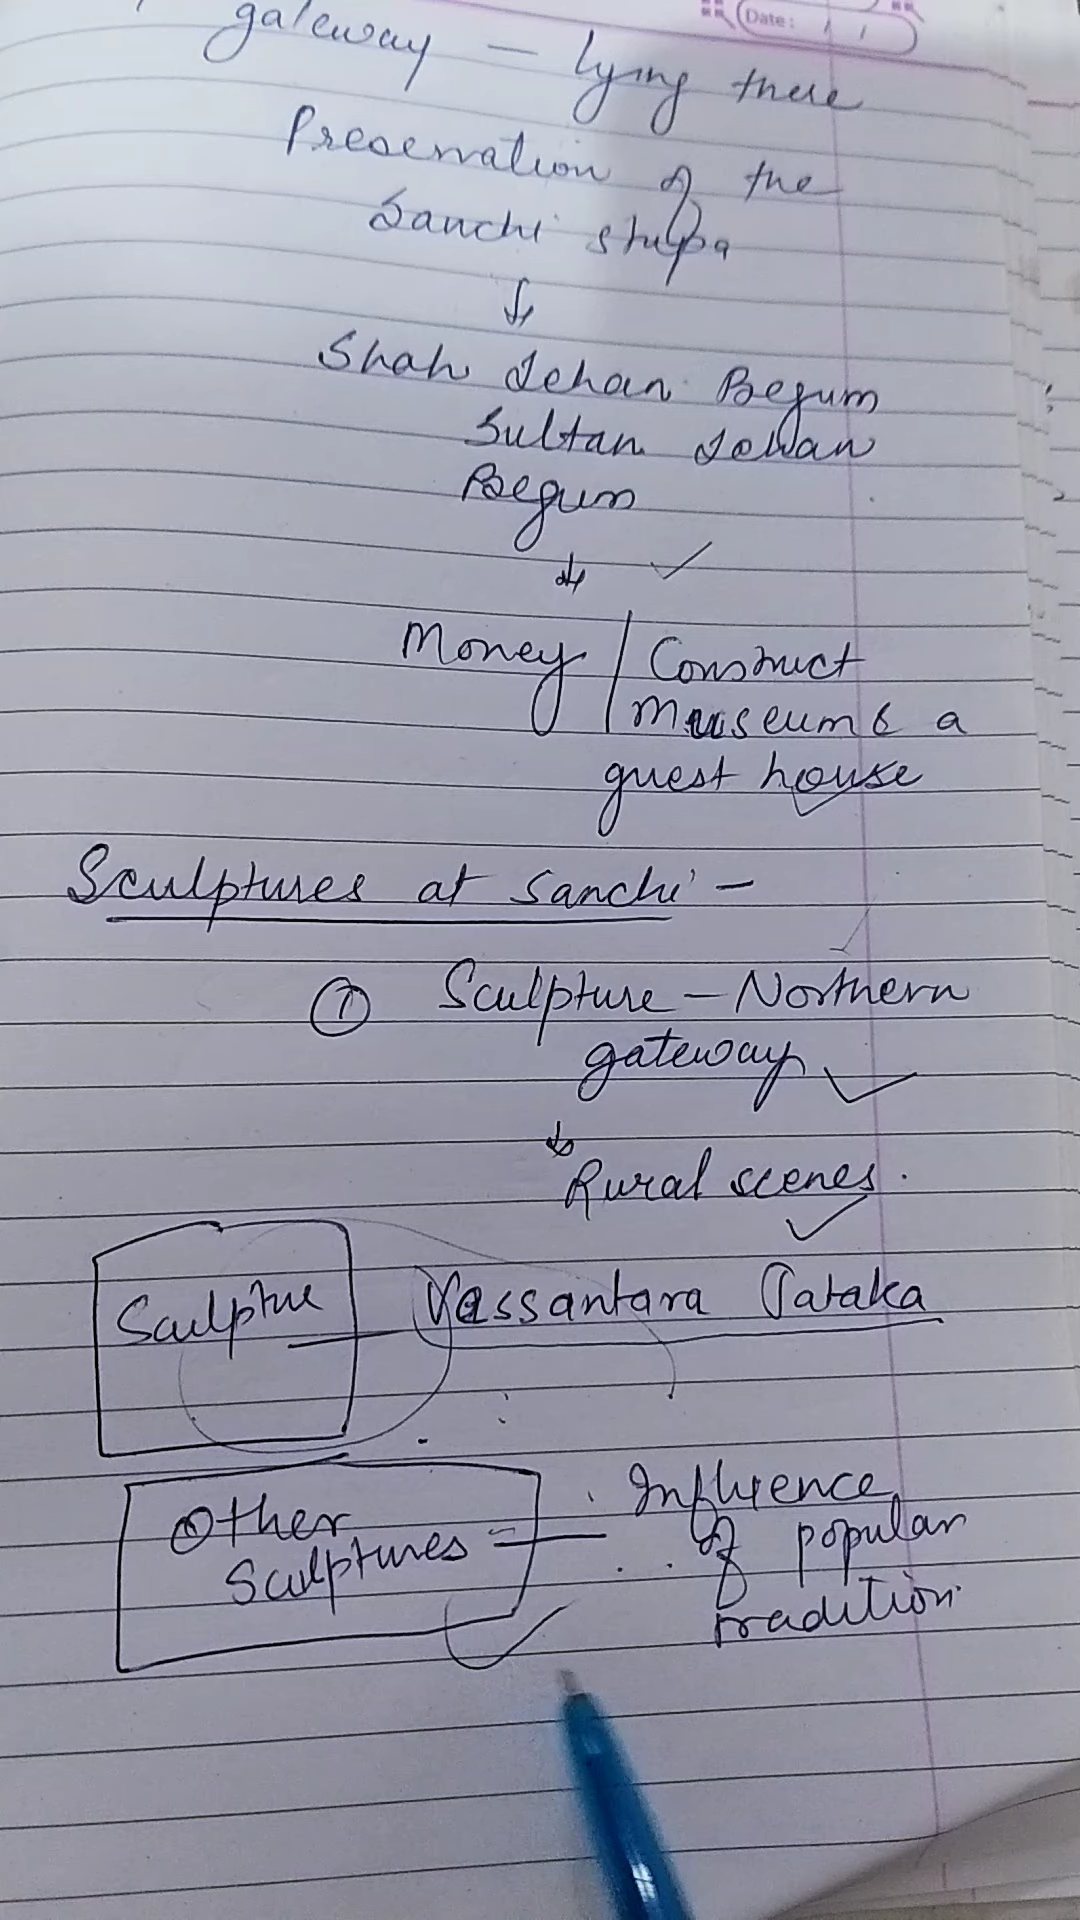 Date: / /
gateway — lying there
Preservation of the
Sanchi stupa
Shah Jehan Begum
Sultan Jehan
Begum
Money / Construct
Museum & a
guest house
Sculptures at Sanchi —
① Sculpture — Northern
gateway
Rural scenes.
Sculptue — Vessantara Jataka
Other
Sculptures = — Influence
of popular
tradition